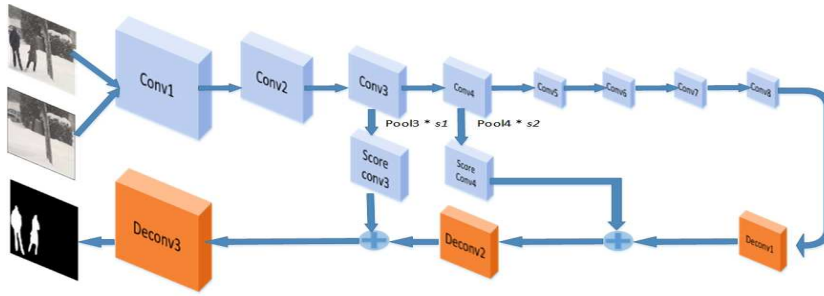 Conv1
Conv2
Conv3
Conv4
Conv5
Conv6
Conv7
Conv8
Pool3 * s1
Pool4 * s2
Score
conv3
Score
Conv4
Deconv3
Deconv2
Deconv1